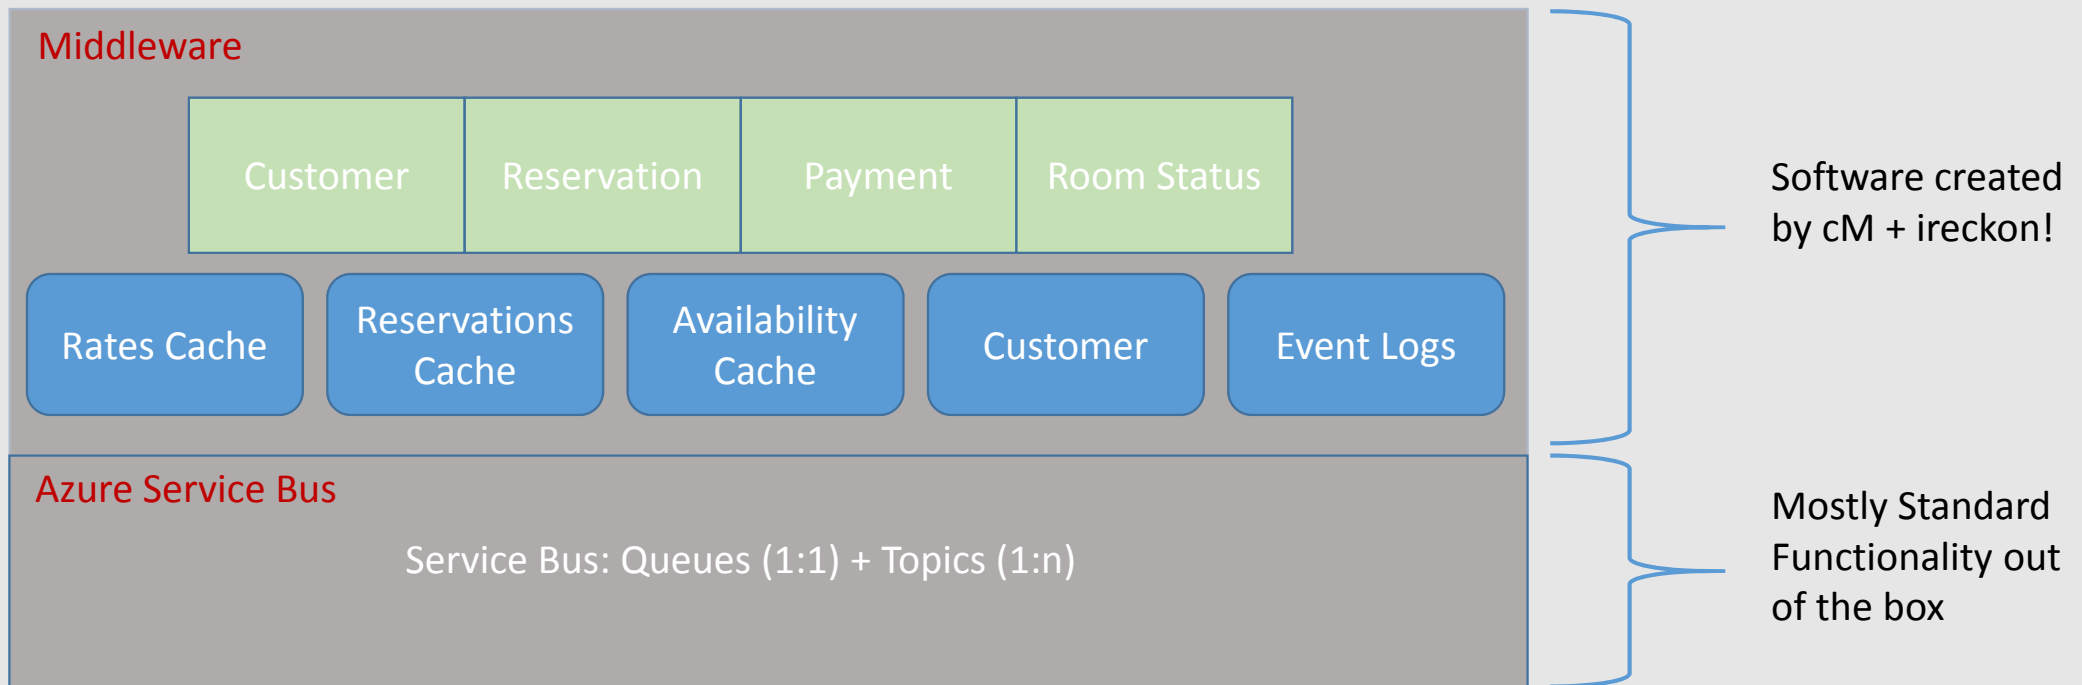 Middleware
Customer
Reservation
Payment
Room Status
Rates Cache
Reservations
Cache
Availability
Cache
Customer
Event Logs
Software created
by cM + ireckon!
Azure Service Bus
Service Bus: Queues (1:1) + Topics (1:n)
Mostly Standard
Functionality out
of the box